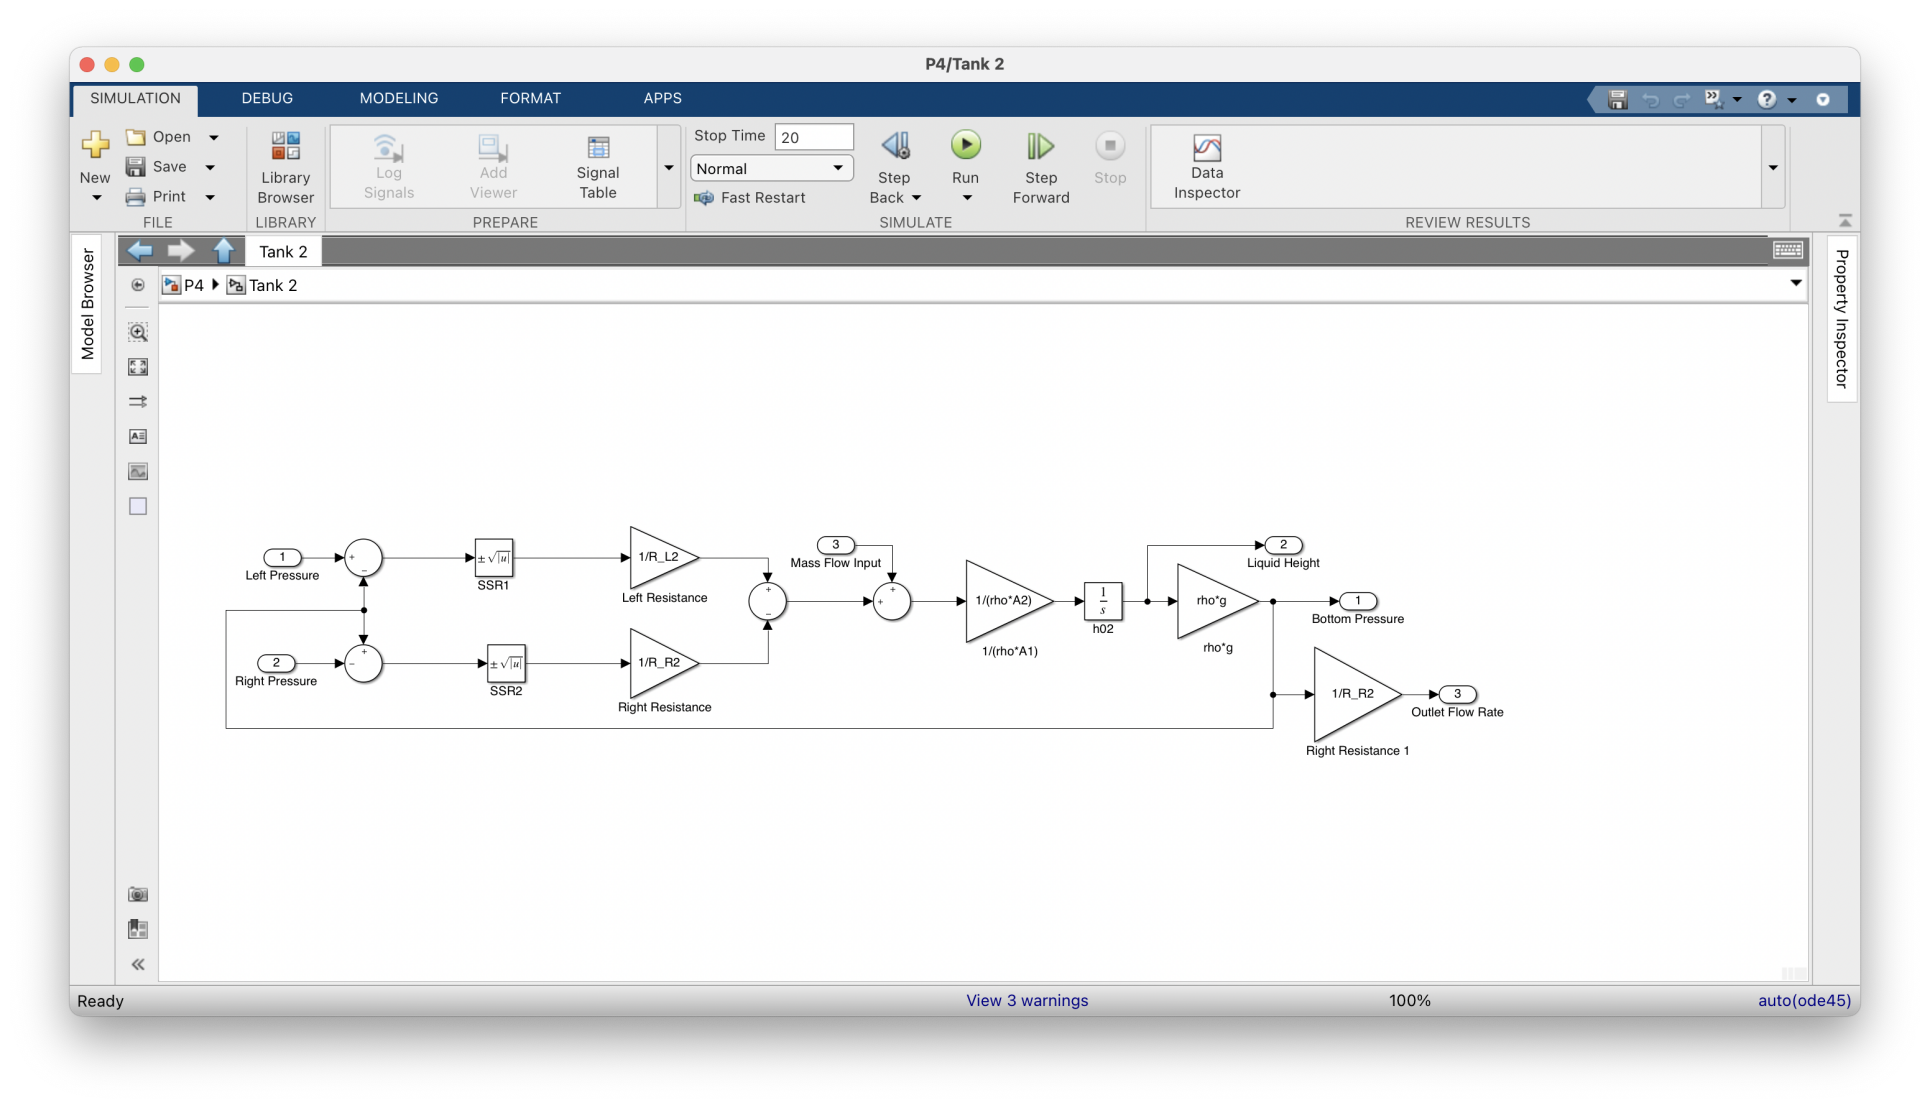 P4/Tank 2
SIMULATION DEBUG MODELING FORMAT APPS
New
Open
Save
Print
FILE
Library
Browser
LIBRARY
Log
Signals
Add
Viewer
Signal
Table
PREPARE
Stop Time 20
Normal
Fast Restart
Step
Back
Run
Step
Forward
Stop
SIMULATE
Data
Inspector
REVIEW RESULTS
Model Browser
Tank 2
P4 Tank 2
Property Inspector
1
Left Pressure
+
−
± √|u|
SSR1
1/R_L2
Left Resistance
2
Right Pressure
+
−
± √|u|
SSR2
1/R_R2
Right Resistance
+
−
3
Mass Flow Input
+
+
1/(rho*A2)
1/(rho*A1)
1
s
h02
2
Liquid Height
rho*g
rho*g
1
Bottom Pressure
1/R_R2
Right Resistance 1
3
Outlet Flow Rate
Ready View 3 warnings 100% auto(ode45)